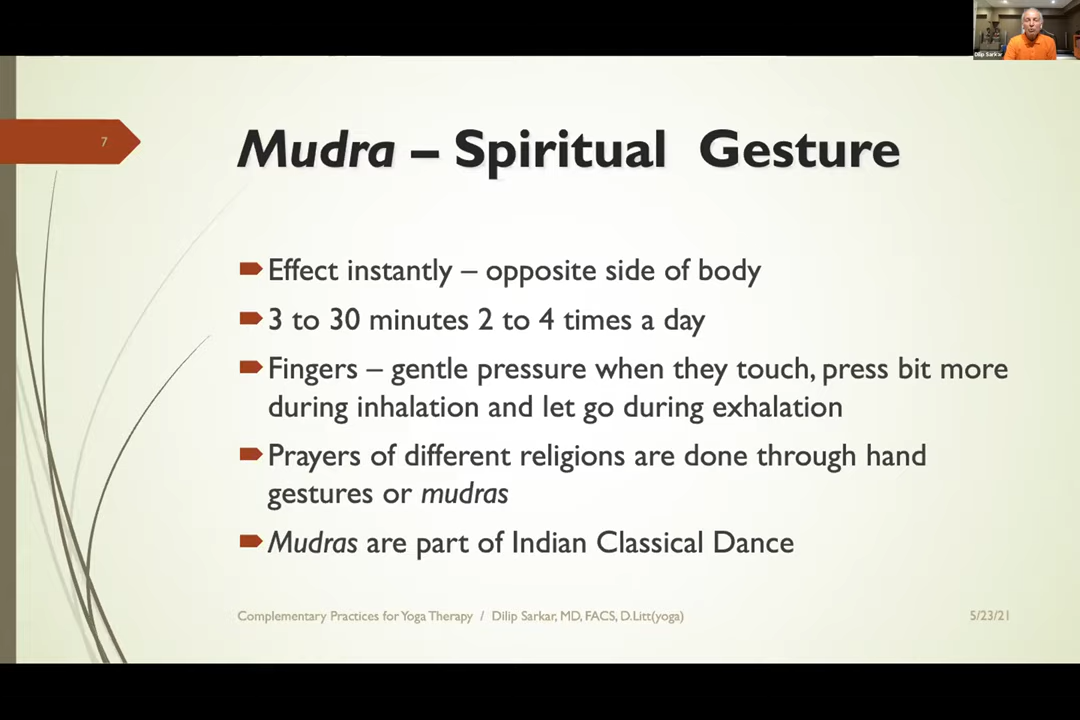 Dilip Sarkar
7
Mudra – Spiritual Gesture
Effect instantly – opposite side of body
3 to 30 minutes 2 to 4 times a day
Fingers – gentle pressure when they touch, press bit more
during inhalation and let go during exhalation
Prayers of different religions are done through hand
gestures or mudras
Mudras are part of Indian Classical Dance
Complementary Practices for Yoga Therapy / Dilip Sarkar, MD, FACS, D.Litt(yoga)
5/23/21